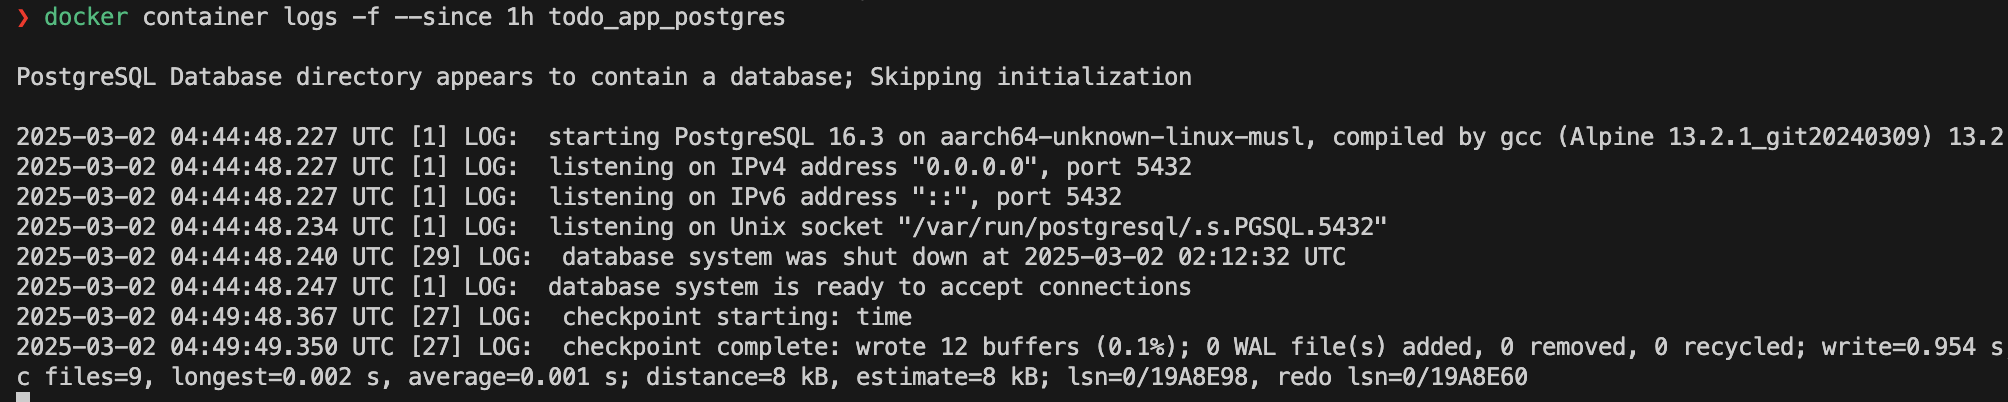 ❯ docker container logs -f --since 1h todo_app_postgres
PostgreSQL Database directory appears to contain a database; Skipping initialization
2025-03-02 04:44:48.227 UTC [1] LOG:  starting PostgreSQL 16.3 on aarch64-unknown-linux-musl, compiled by gcc (Alpine 13.2.1_git20240309) 13.2
2025-03-02 04:44:48.227 UTC [1] LOG:  listening on IPv4 address "0.0.0.0", port 5432
2025-03-02 04:44:48.227 UTC [1] LOG:  listening on IPv6 address "::", port 5432
2025-03-02 04:44:48.234 UTC [1] LOG:  listening on Unix socket "/var/run/postgresql/.s.PGSQL.5432"
2025-03-02 04:44:48.240 UTC [29] LOG:  database system was shut down at 2025-03-02 02:12:32 UTC
2025-03-02 04:44:48.247 UTC [1] LOG:  database system is ready to accept connections
2025-03-02 04:49:48.367 UTC [27] LOG:  checkpoint starting: time
2025-03-02 04:49:49.350 UTC [27] LOG:  checkpoint complete: wrote 12 buffers (0.1%); 0 WAL file(s) added, 0 removed, 0 recycled; write=0.954 s
c files=9, longest=0.002 s, average=0.001 s; distance=8 kB, estimate=8 kB; lsn=0/19A8E98, redo lsn=0/19A8E60